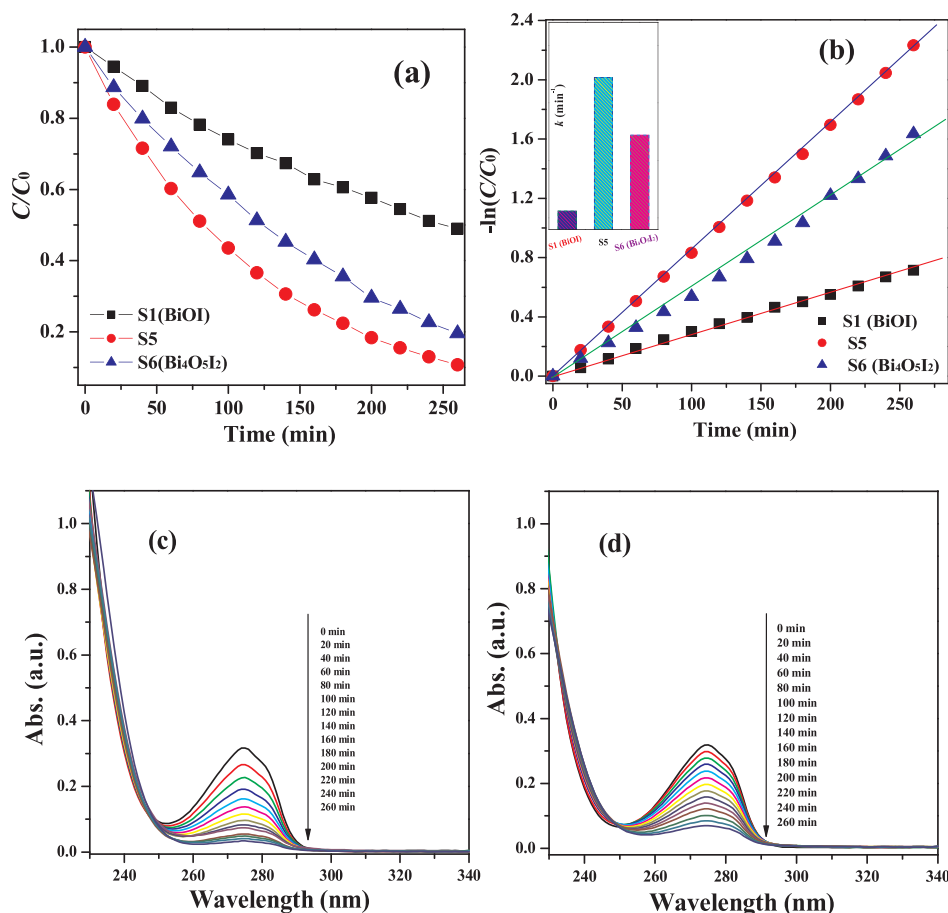 (a)
1.0
0.8
0.6
0.4
0.2
C/C0
S1(BiOI)
S5
S6(Bi4O5I2)
0
50
100
150
200
250
Time (min)
(b)
2.4
2.0
1.6
1.2
0.8
0.4
0.0
-ln(C/C0)
k (min-1)
S1 (BiOI)
S5
S6 (Bi4O5I2)
S1 (BiOI)
S5
S6 (Bi4O5I2)
0
50
100
150
200
250
Time (min)
(c)
1.0
0.8
0.6
0.4
0.2
0.0
Abs. (a.u.)
0 min
20 min
40 min
60 min
80 min
100 min
120 min
140 min
160 min
180 min
200 min
220 min
240 min
260 min
240
260
280
300
320
340
Wavelength (nm)
(d)
1.0
0.8
0.6
0.4
0.2
0.0
Abs. (a.u.)
0 min
20 min
40 min
60 min
80 min
100 min
120 min
140 min
160 min
180 min
200 min
220 min
240 min
260 min
240
260
280
300
320
340
Wavelength (nm)